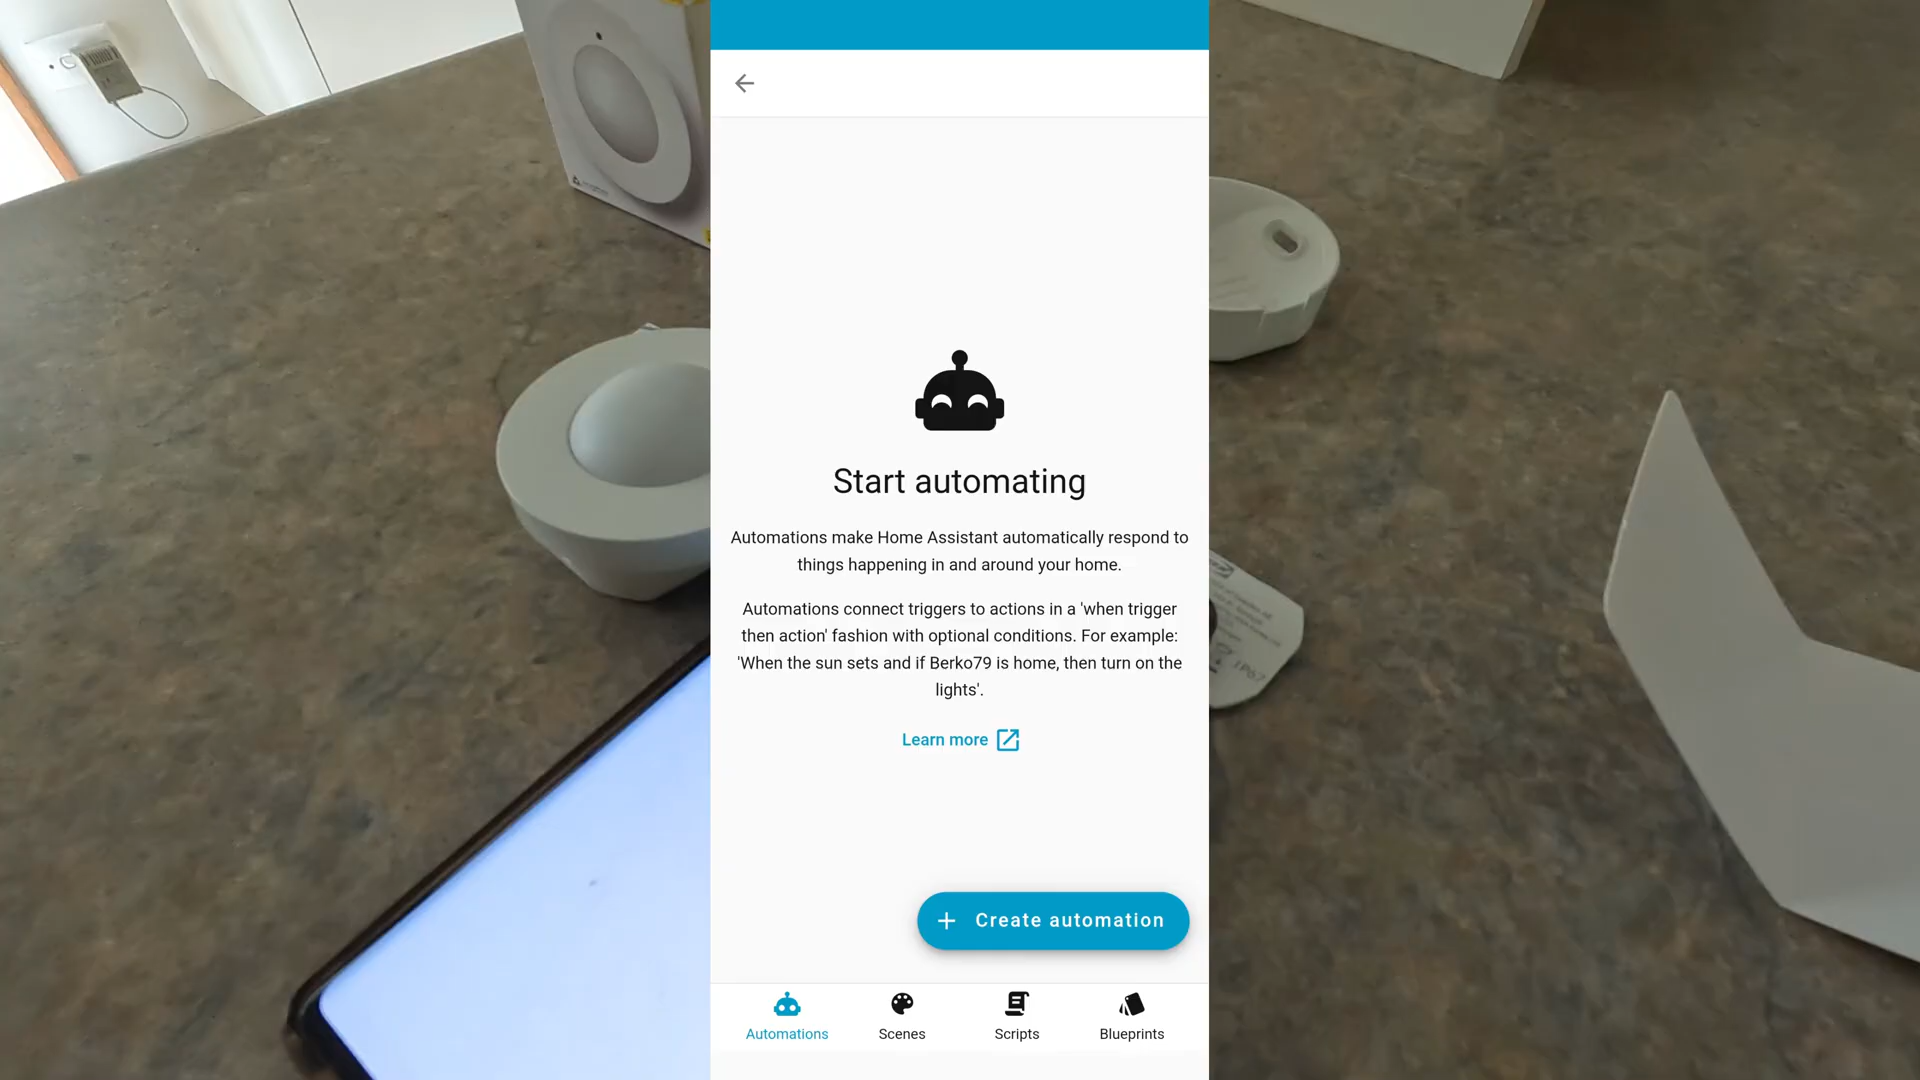 Start automating
Automations make Home Assistant automatically respond to
things happening in and around your home.
Automations connect triggers to actions in a 'when trigger
then action' fashion with optional conditions. For example:
'When the sun sets and if Berko79 is home, then turn on the
lights'.
Learn more
Create automation
Automations
Scenes
Scripts
Blueprints
IP67